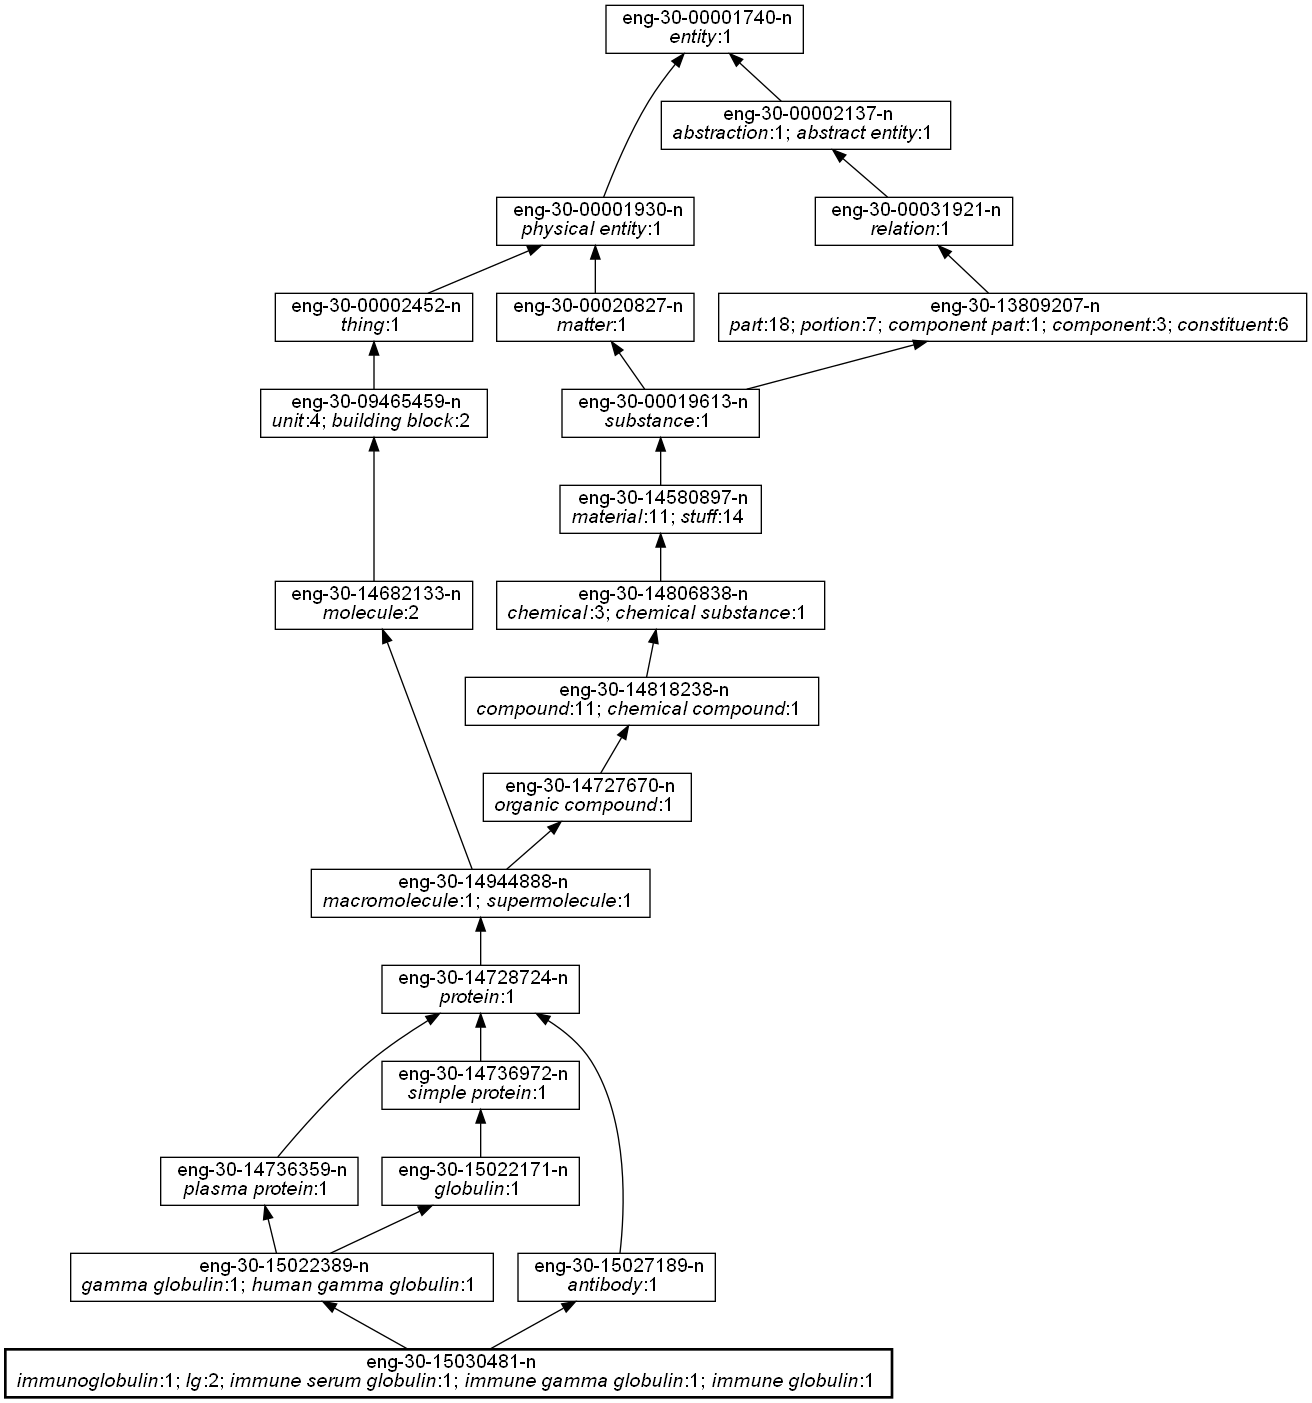 eng-30-00001740-n
entity:1
eng-30-00002137-n
abstraction:1; abstract entity:1
eng-30-00001930-n
physical entity:1
eng-30-00031921-n
relation:1
eng-30-00002452-n
thing:1
eng-30-00020827-n
matter:1
eng-30-13809207-n
part:18; portion:7; component part:1; component:3; constituent:6
eng-30-09465459-n
unit:4; building block:2
eng-30-00019613-n
substance:1
eng-30-14580897-n
material:11; stuff:14
eng-30-14682133-n
molecule:2
eng-30-14806838-n
chemical:3; chemical substance:1
eng-30-14818238-n
compound:11; chemical compound:1
eng-30-14727670-n
organic compound:1
eng-30-14944888-n
macromolecule:1; supermolecule:1
eng-30-14728724-n
protein:1
eng-30-14736972-n
simple protein:1
eng-30-14736359-n
plasma protein:1
eng-30-15022171-n
globulin:1
eng-30-15022389-n
gamma globulin:1; human gamma globulin:1
eng-30-15027189-n
antibody:1
eng-30-15030481-n
immunoglobulin:1; Ig:2; immune serum globulin:1; immune gamma globulin:1; immune globulin:1